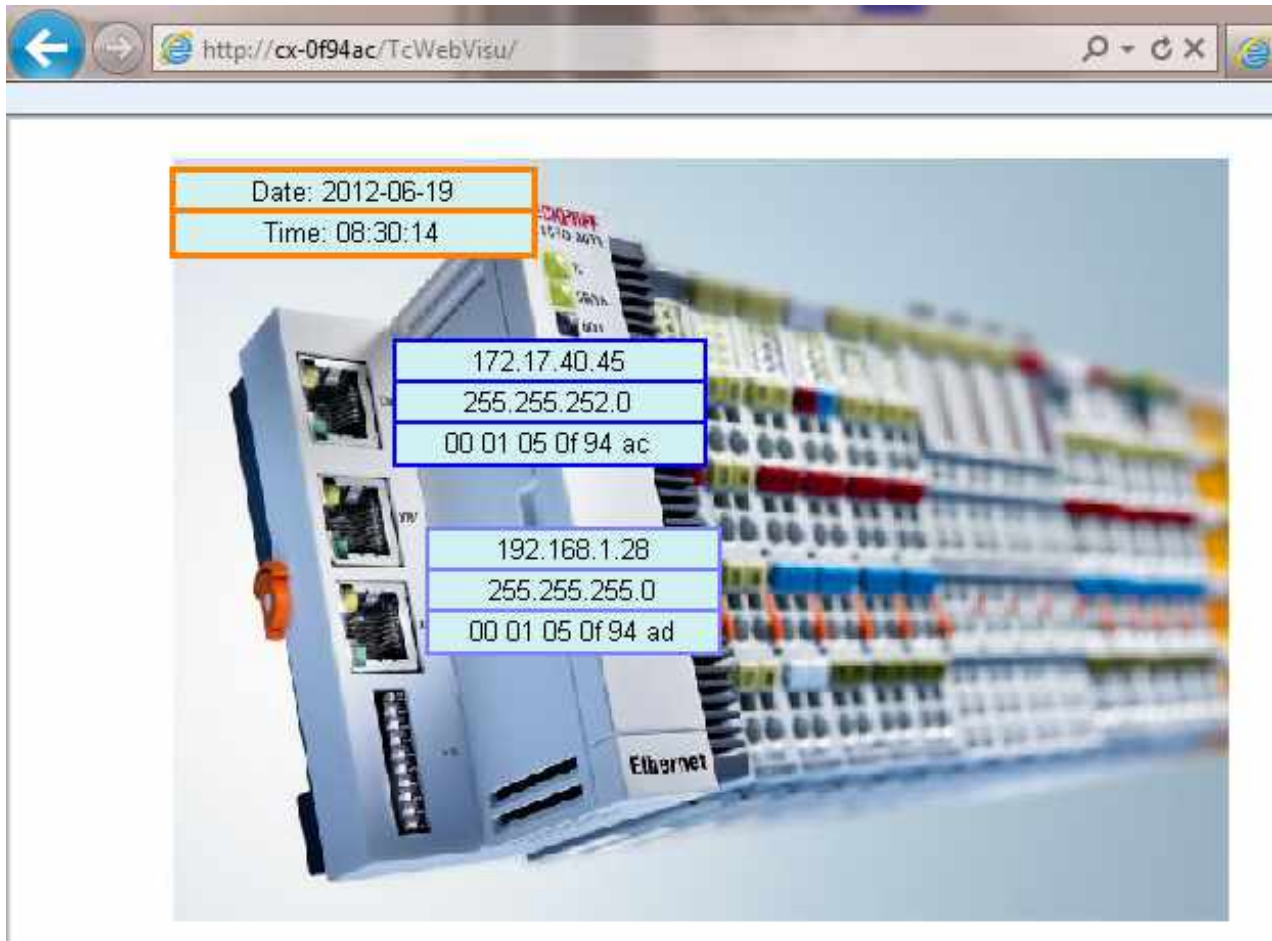 http://cx-0f94ac/TcWebVisu/
Date: 2012-06-19
Time: 08:30:14
172.17.40.45
255.255.252.0
00 01 05 0f 94 ac
192.168.1.28
255.255.255.0
00 01 05 0f 94 ad
Ethernet